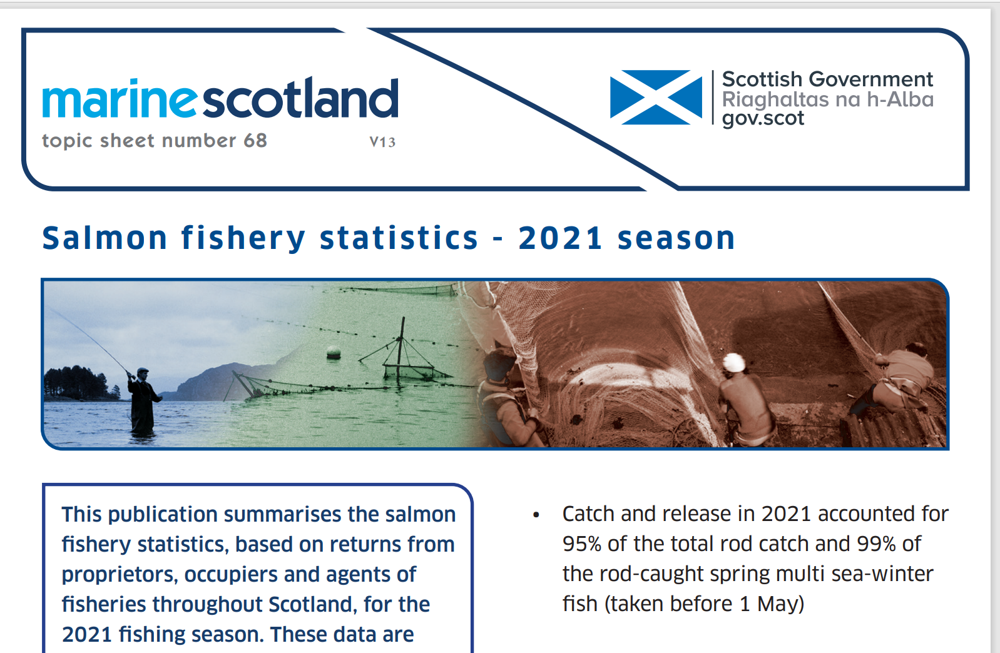 marinescotland
topic sheet number 68 V13
Scottish Government
Riaghaltas na h-Alba
gov.scot
Salmon fishery statistics - 2021 season
This publication summarises the salmon
fishery statistics, based on returns from
proprietors, occupiers and agents of
fisheries throughout Scotland, for the
2021 fishing season. These data are
• Catch and release in 2021 accounted for
95% of the total rod catch and 99% of
the rod-caught spring multi sea-winter
fish (taken before 1 May)